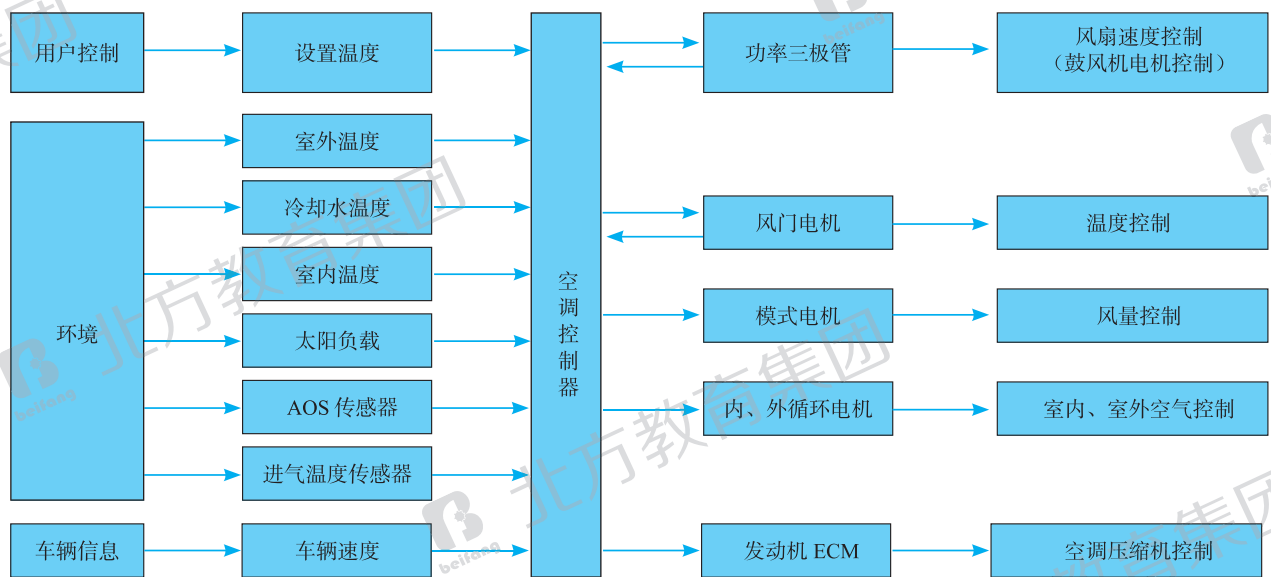 用户控制
设置温度
功率三极管
风扇速度控制
（鼓风机电机控制）
环境
室外温度
冷却水温度
室内温度
太阳负载
AOS 传感器
进气温度传感器
空调控制器
风门电机
温度控制
模式电机
风量控制
内、外循环电机
室内、室外空气控制
车辆信息
车辆速度
发动机 ECM
空调压缩机控制
北方教育集团
beifang
北方教育集团
beifang
beifang
beifang
教育集团
集团